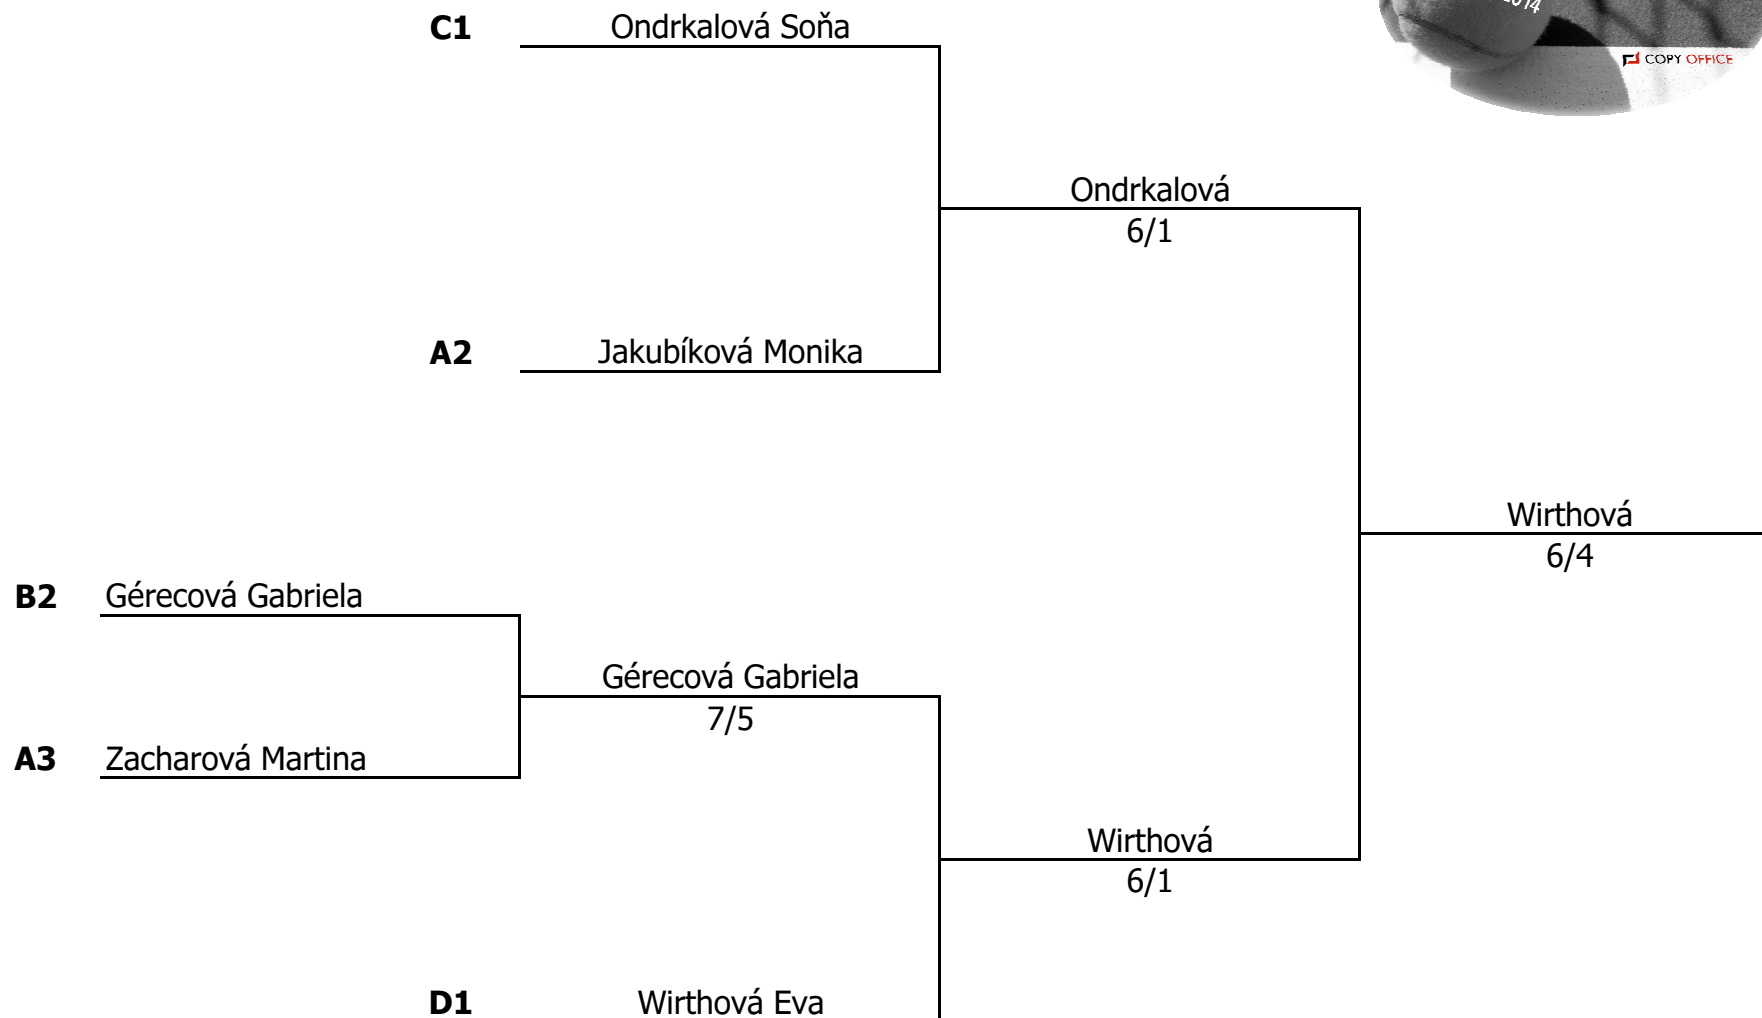 2014
COPY OFFICE
C1 Ondrkalová Soňa
Ondrkalová
6/1
A2 Jakubíková Monika
Wirthová
6/4
B2 Gérecová Gabriela
Gérecová Gabriela
7/5
A3 Zacharová Martina
Wirthová
6/1
D1 Wirthová Eva